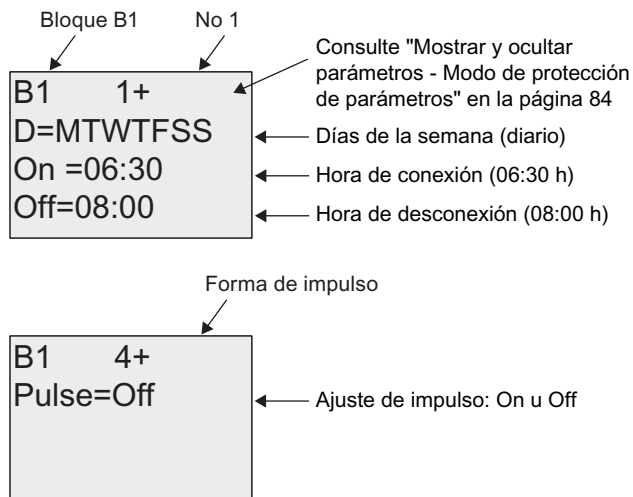 Bloque B1 No 1
B1 1+
D=MTWTFSS
On =06:30
Off=08:00
Consulte "Mostrar y ocultar
parámetros - Modo de protección
de parámetros" en la página 84
Días de la semana (diario)
Hora de conexión (06:30 h)
Hora de desconexión (08:00 h)
Forma de impulso
B1 4+
Pulse=Off
Ajuste de impulso: On u Off